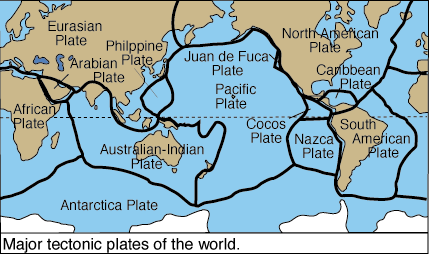 Eurasian
Plate
North American
Plate
Philppine
Plate
Juan de Fuca
Plate
Arabian
Plate
Caribbean
Plate
Pacific
Plate
African
Plate
Cocos
Plate
South
American
Plate
Nazca
Plate
Australian-Indian
Plate
Antarctica Plate
Major tectonic plates of the world.